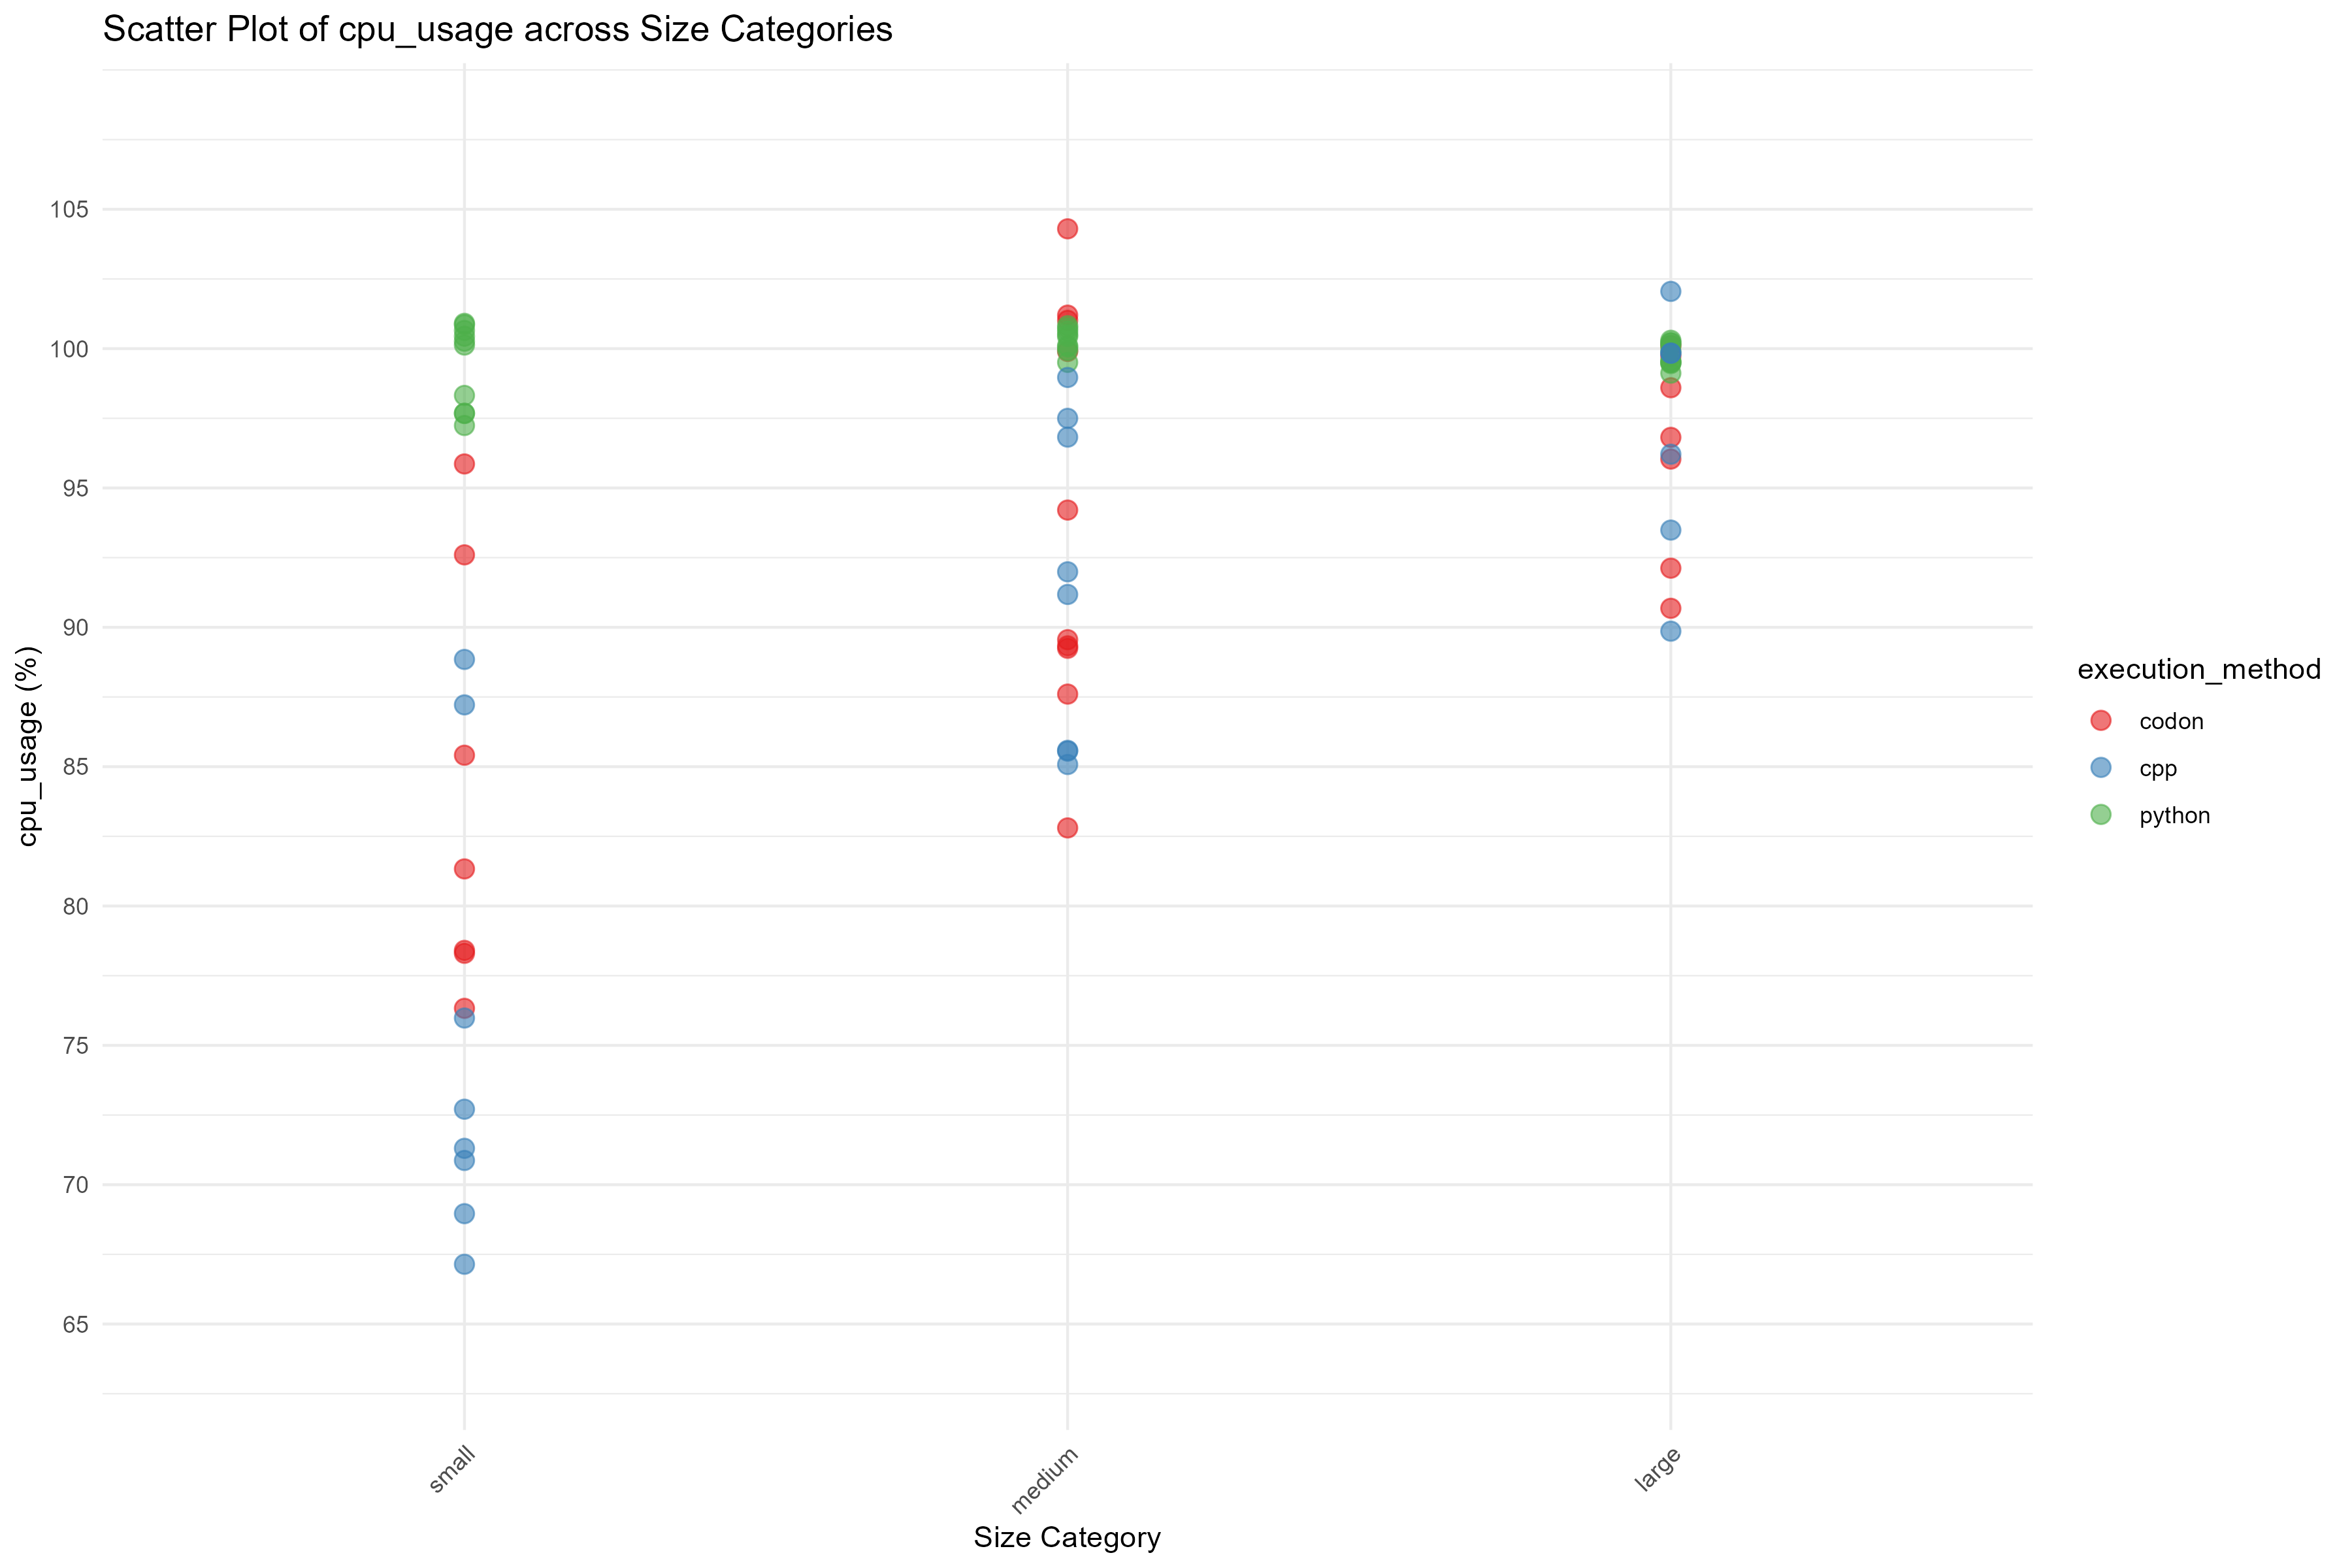 Scatter Plot of cpu_usage across Size Categories
cpu_usage (%)
105
100
95
90
85
80
75
70
65
small
medium
large
Size Category
execution_method
codon
cpp
python